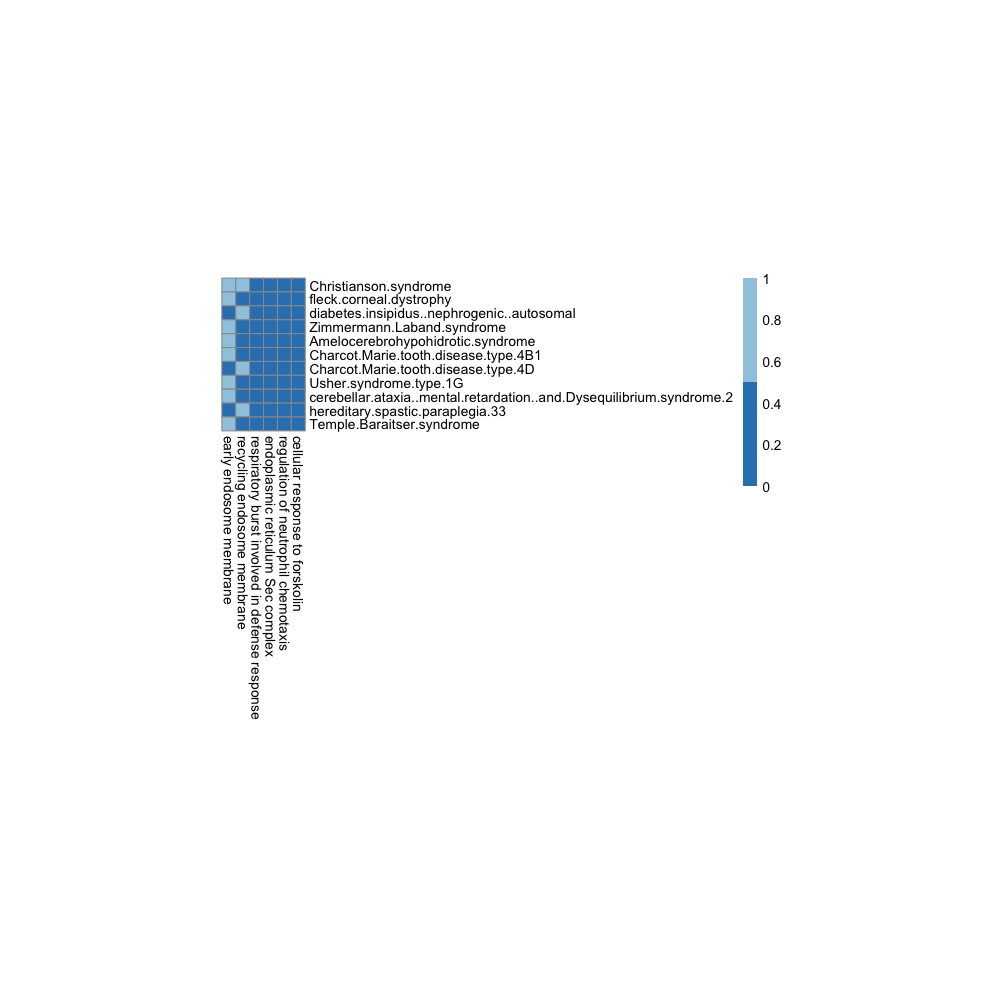 Christianson.syndrome
fleck.corneal.dystrophy
diabetes.insipidus..nephrogenic..autosomal
Zimmermann.Laband.syndrome
Amelocerebrohypohidrotic.syndrome
Charcot.Marie.tooth.disease.type.4B1
Charcot.Marie.tooth.disease.type.4D
Usher.syndrome.type.1G
cerebellar.ataxia..mental.retardation..and.Dysequilibrium.syndrome.2
hereditary.spastic.paraplegia.33
Temple.Baraitser.syndrome
early endosome membrane
recycling endosome membrane
respiratory burst involved in defense response
endoplasmic reticulum Sec complex
regulation of neutrophil chemotaxis
cellular response to forskolin
1
0.8
0.6
0.4
0.2
0